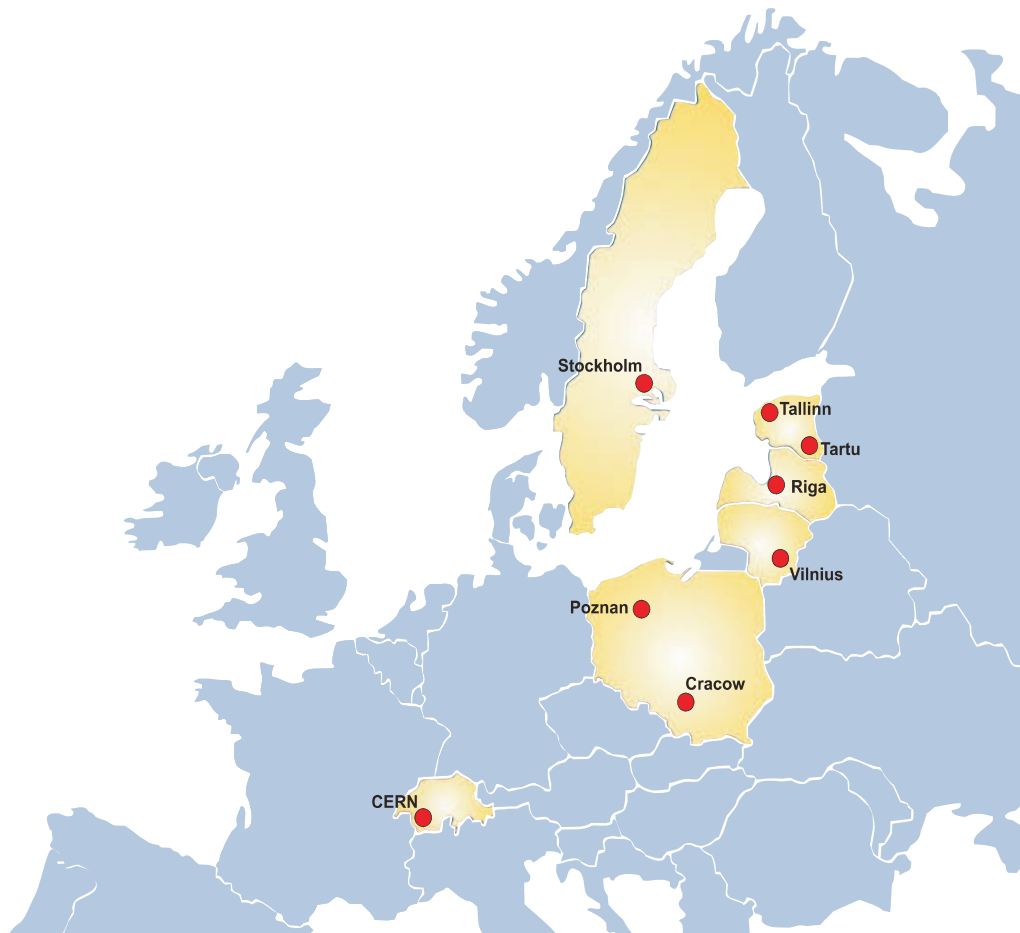 Stockholm
Tallinn
Tartu
Riga
Vilnius
Poznan
Cracow
CERN